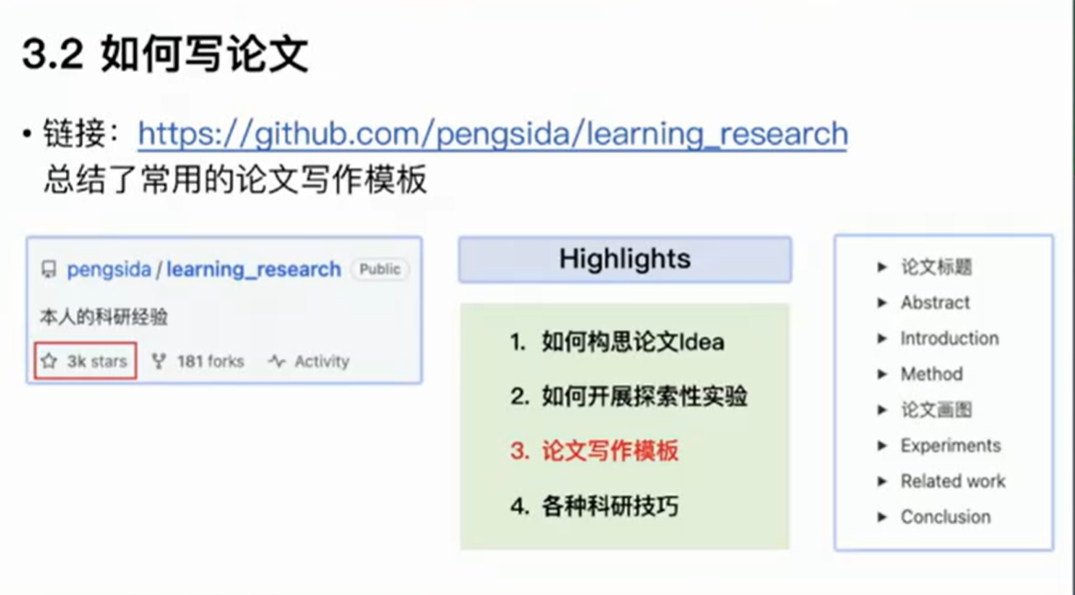 3.2 如何写论文
• 链接：https://github.com/pengsida/learning_research
总结了常用的论文写作模板
pengsida / learning_research Public
本人的科研经验
3k stars 181 forks Activity
Highlights
1. 如何构思论文Idea
2. 如何开展探索性实验
3. 论文写作模板
4. 各种科研技巧
▶ 论文标题
▶ Abstract
▶ Introduction
▶ Method
▶ 论文画图
▶ Experiments
▶ Related work
▶ Conclusion